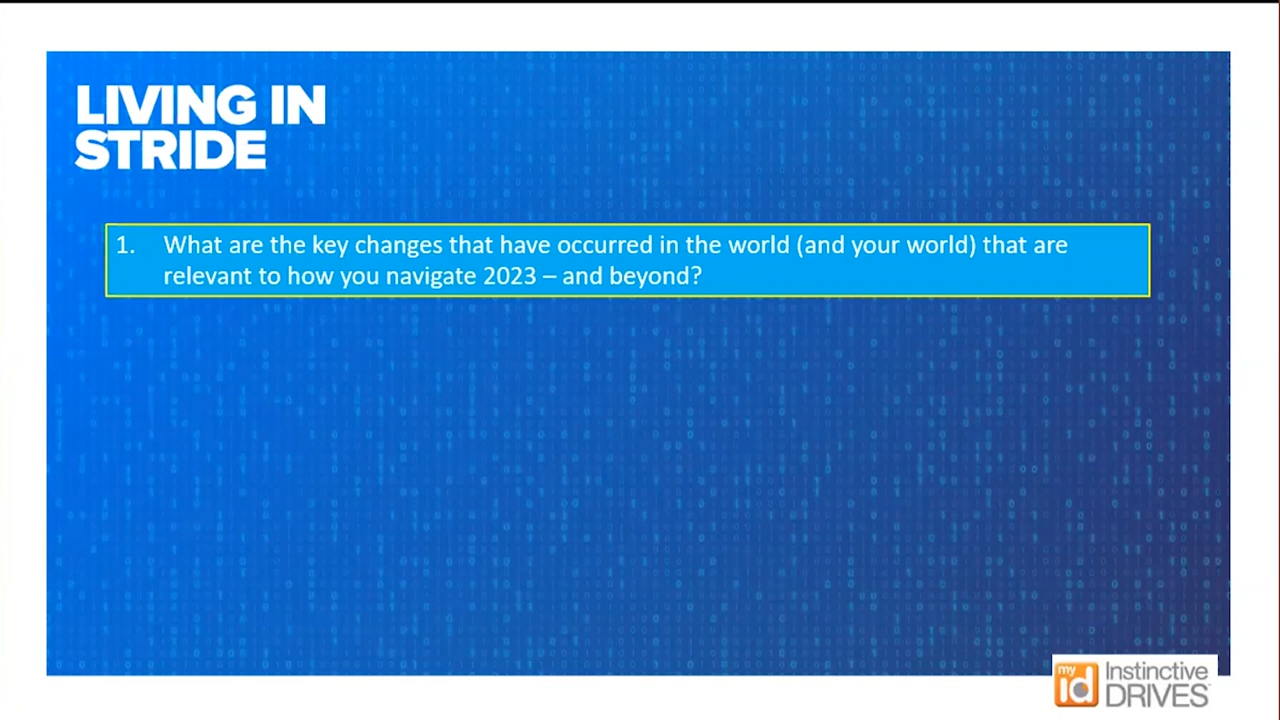 LIVING IN
STRIDE
1. What are the key changes that have occurred in the world (and your world) that are
relevant to how you navigate 2023 – and beyond?
my
id
Instinctive
DRIVES